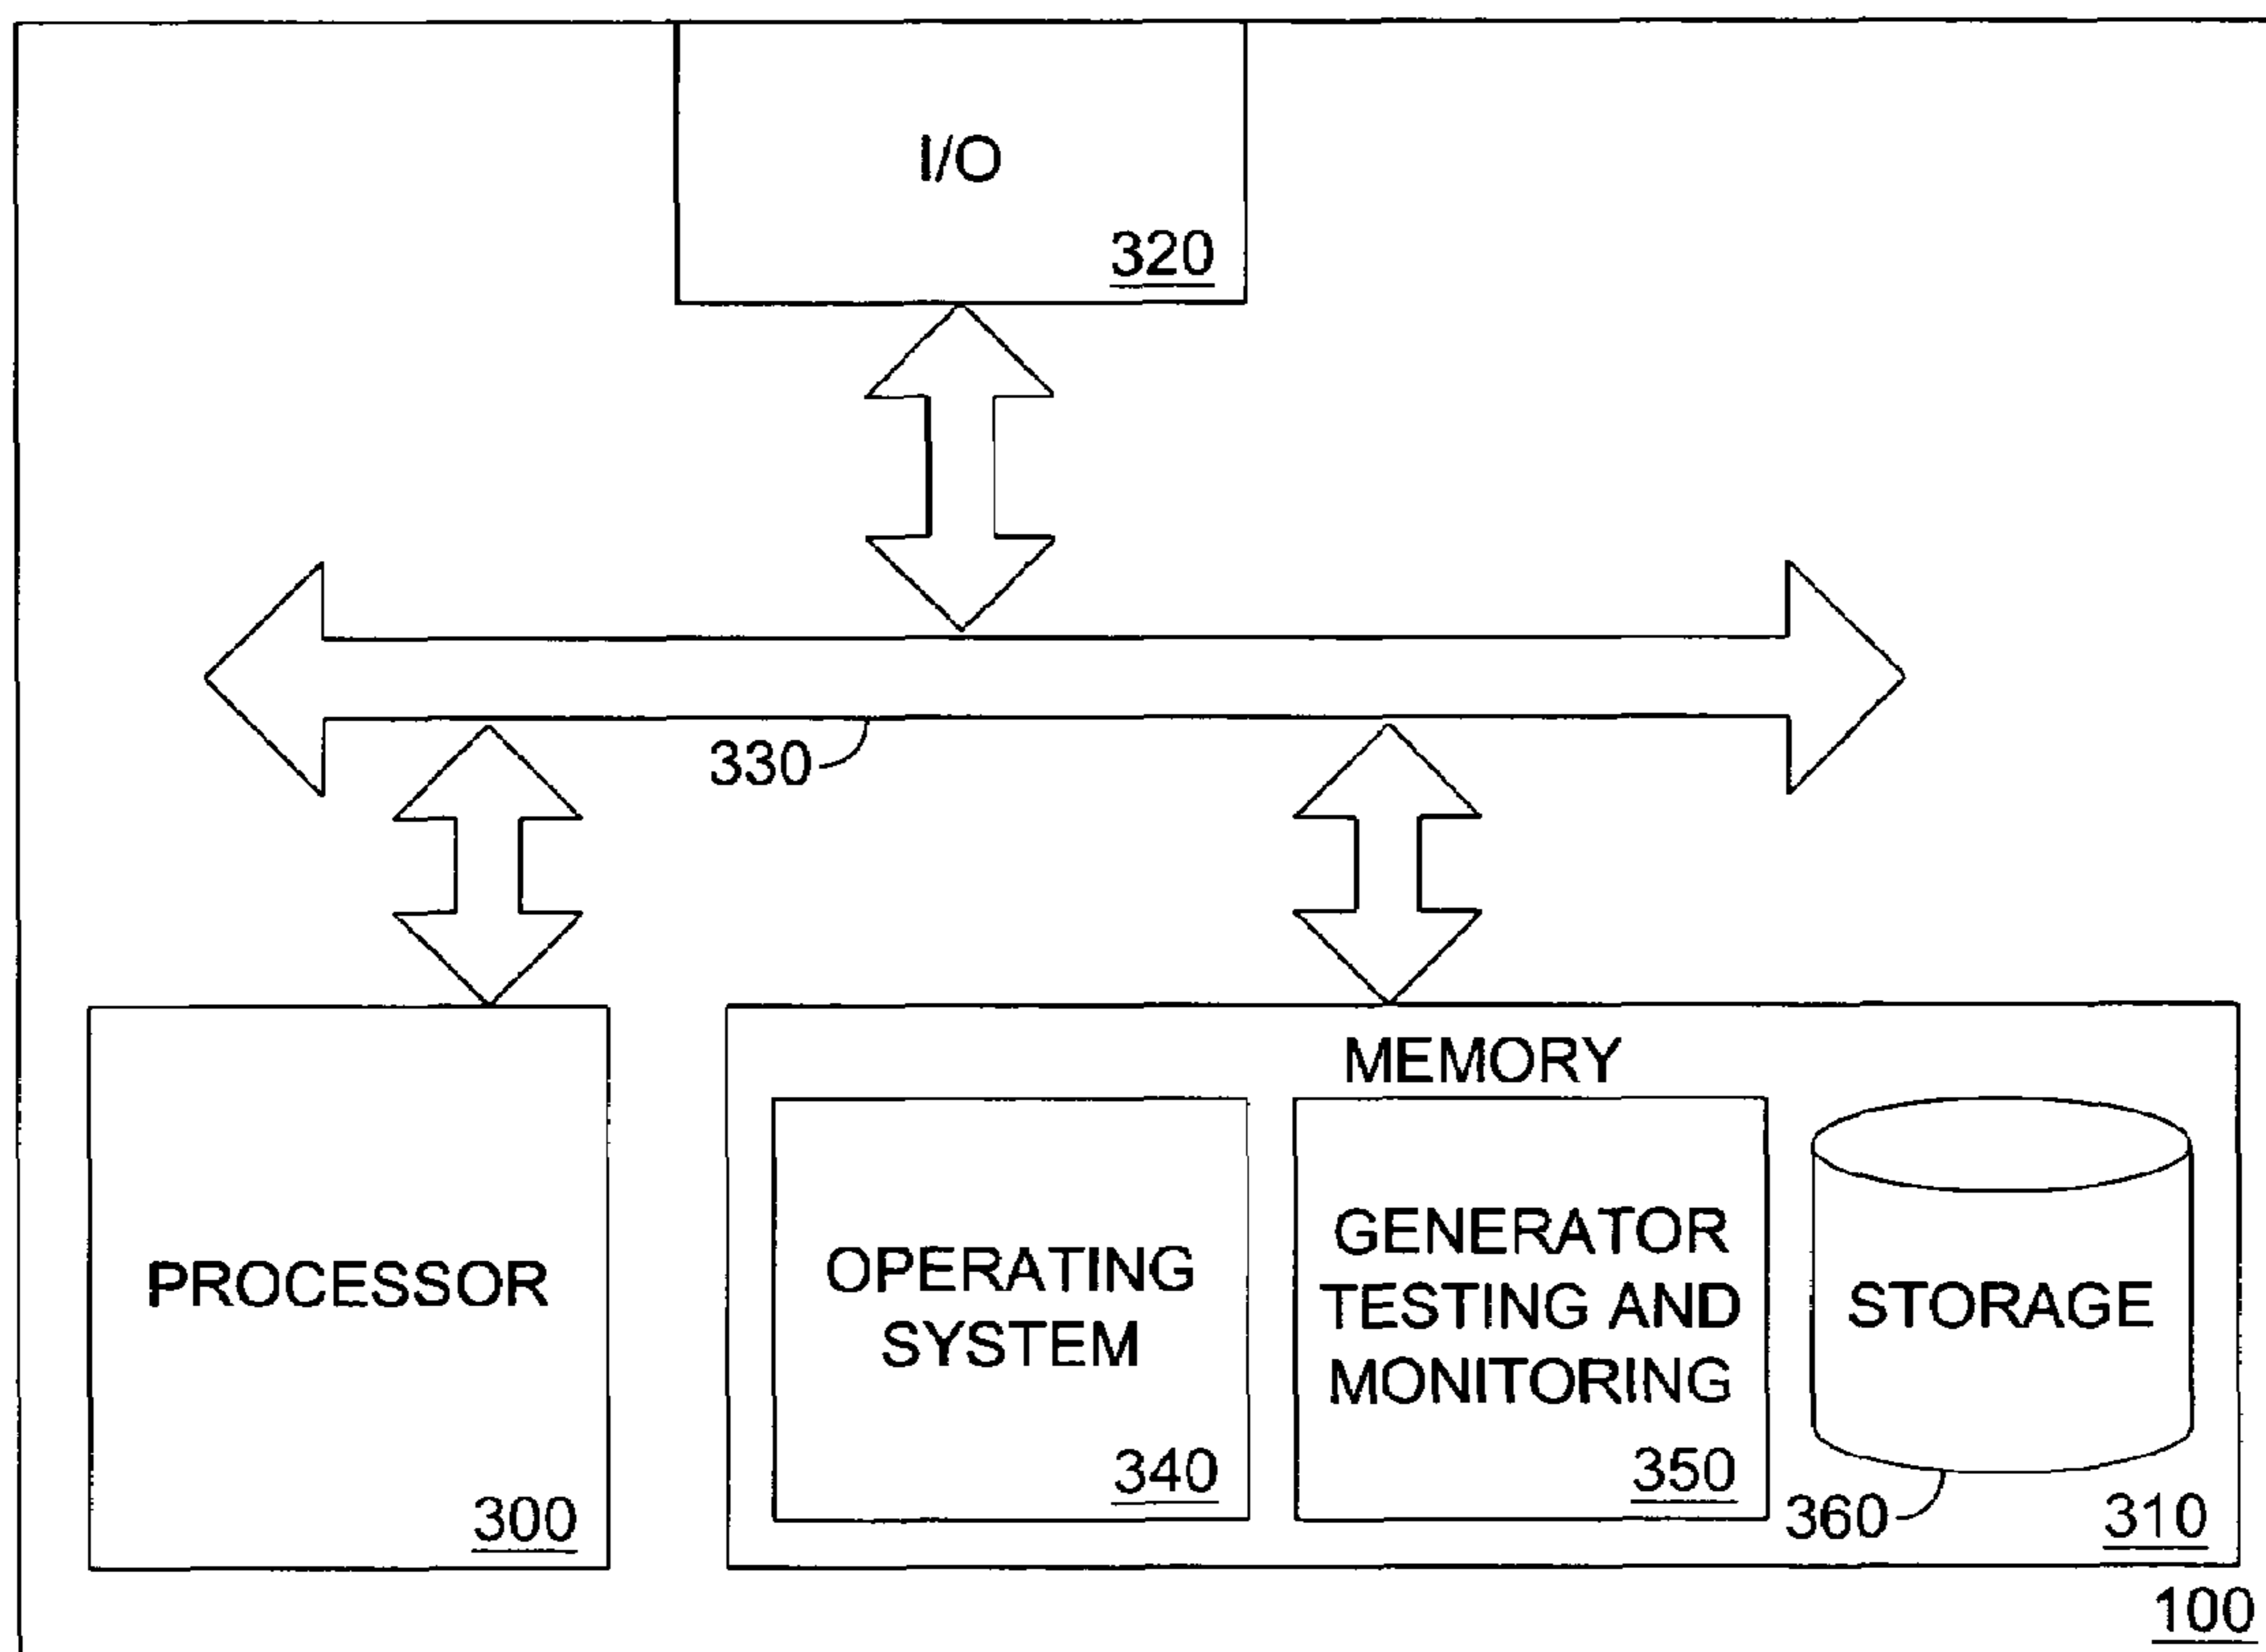 I/O
320
330
MEMORY
PROCESSOR
300
OPERATING
SYSTEM
340
GENERATOR
TESTING AND
MONITORING
350
STORAGE
360
310
100